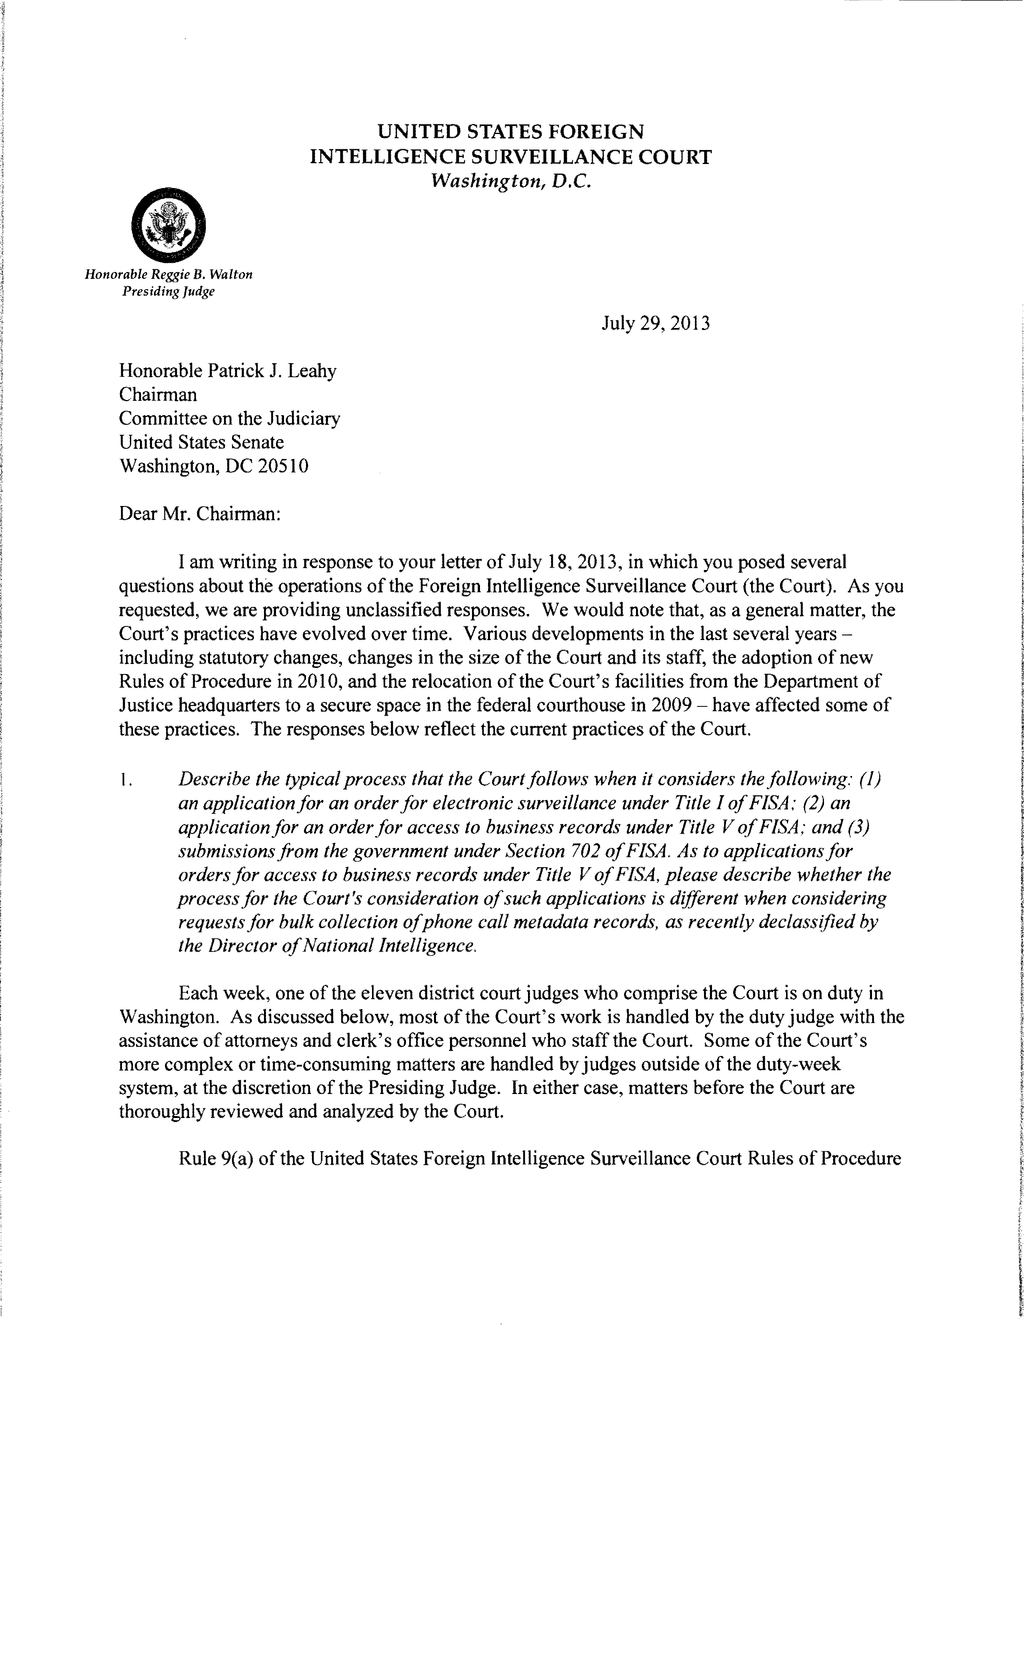 UNITED STATES FOREIGN
INTELLIGENCE SURVEILLANCE COURT
Washington, D.C.
Honorable Reggie B. Walton
Presiding Judge
July 29, 2013
Honorable Patrick J. Leahy
Chairman
Committee on the Judiciary
United States Senate
Washington, DC 20510
Dear Mr. Chairman:
I am writing in response to your letter of July 18, 2013, in which you posed several
questions about the operations of the Foreign Intelligence Surveillance Court (the Court). As you
requested, we are providing unclassified responses. We would note that, as a general matter, the
Court's practices have evolved over time. Various developments in the last several years –
including statutory changes, changes in the size of the Court and its staff, the adoption of new
Rules of Procedure in 2010, and the relocation of the Court's facilities from the Department of
Justice headquarters to a secure space in the federal courthouse in 2009 – have affected some of
these practices. The responses below reflect the current practices of the Court.
1. Describe the typical process that the Court follows when it considers the following: (1)
an application for an order for electronic surveillance under Title I of FISA; (2) an
application for an order for access to business records under Title V of FISA; and (3)
submissions from the government under Section 702 of FISA. As to applications for
orders for access to business records under Title V of FISA, please describe whether the
process for the Court's consideration of such applications is different when considering
requests for bulk collection of phone call metadata records, as recently declassified by
the Director of National Intelligence.
Each week, one of the eleven district court judges who comprise the Court is on duty in
Washington. As discussed below, most of the Court's work is handled by the duty judge with the
assistance of attorneys and clerk's office personnel who staff the Court. Some of the Court's
more complex or time-consuming matters are handled by judges outside of the duty-week
system, at the discretion of the Presiding Judge. In either case, matters before the Court are
thoroughly reviewed and analyzed by the Court.
Rule 9(a) of the United States Foreign Intelligence Surveillance Court Rules of Procedure